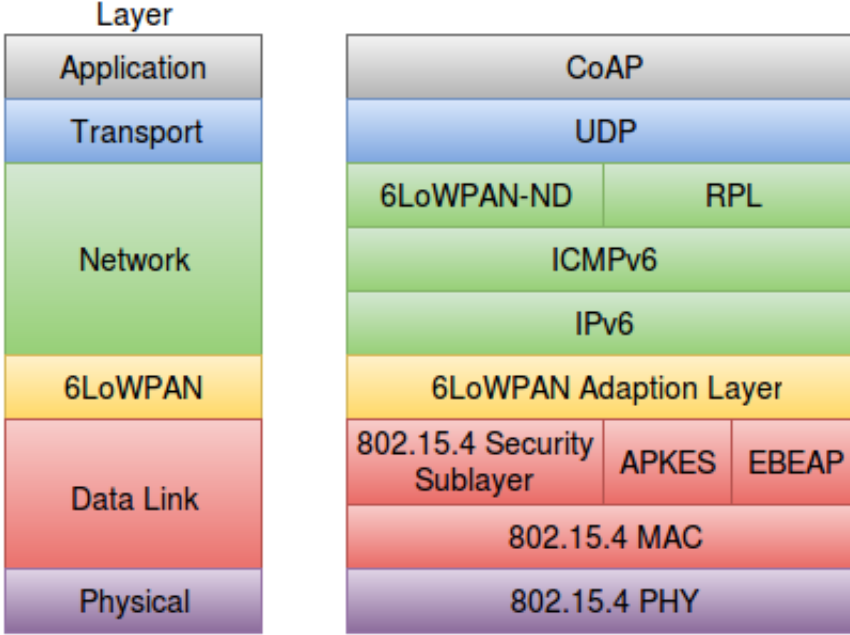 Layer
Application
CoAP
Transport
UDP
Network
6LoWPAN-ND
RPL
ICMPv6
IPv6
6LoWPAN
6LoWPAN Adaption Layer
Data Link
802.15.4 Security
Sublayer
APKES
EBEAP
802.15.4 MAC
Physical
802.15.4 PHY